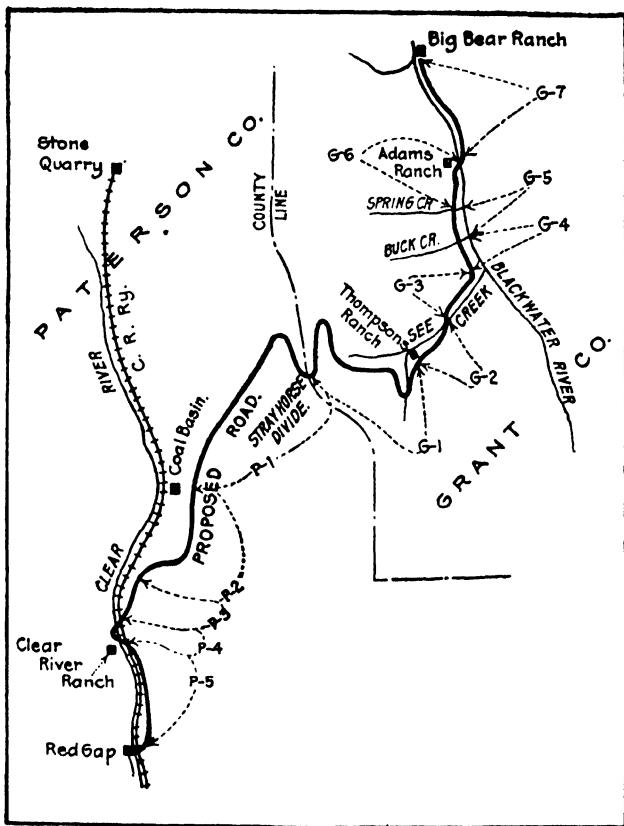 Big Bear Ranch
G-7
Stone
Quarry
PATERSON CO.
COUNTY
LINE
G-6
Adams
Ranch
G-5
SPRING CR
G-4
BUCK CR.
G-3
BLACKWATER RIVER
Thompsons
Ranch
SEE CREEK
G-2
RIVER
C. R. Ry.
G-1
GRANT CO.
STRAYHORSE
DIVIDE.
P-1
Coal Basin.
PROPOSED ROAD.
CLEAR
P-2
P-3
P-4
P-5
Clear
River
Ranch
Red Gap